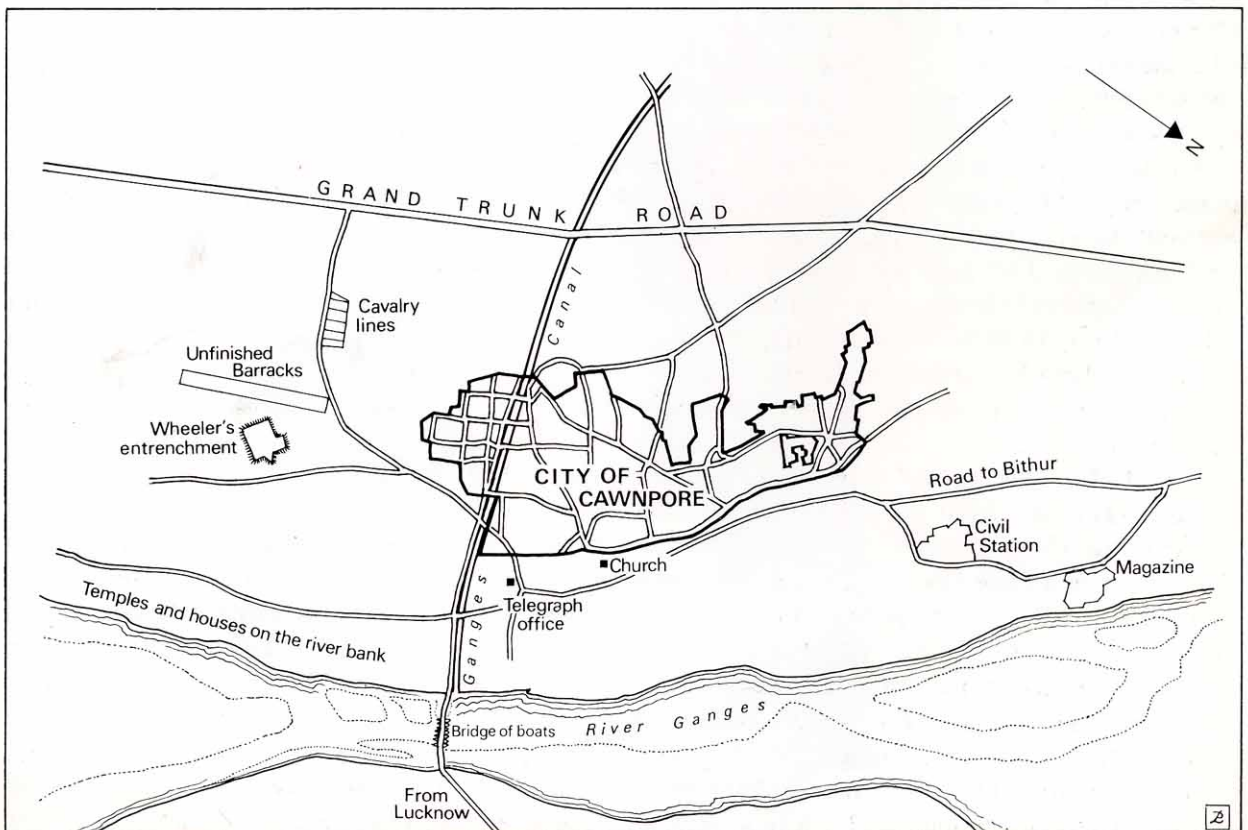 N
GRAND TRUNK ROAD
Canal
Cavalry
lines
Unfinished
Barracks
Wheeler's
entrenchment
CITY OF
CAWNPORE
Road to Bithur
Civil
Station
Magazine
Church
Telegraph
office
Temples and houses on the river bank
Ganges
Bridge of boats
River Ganges
From
Lucknow